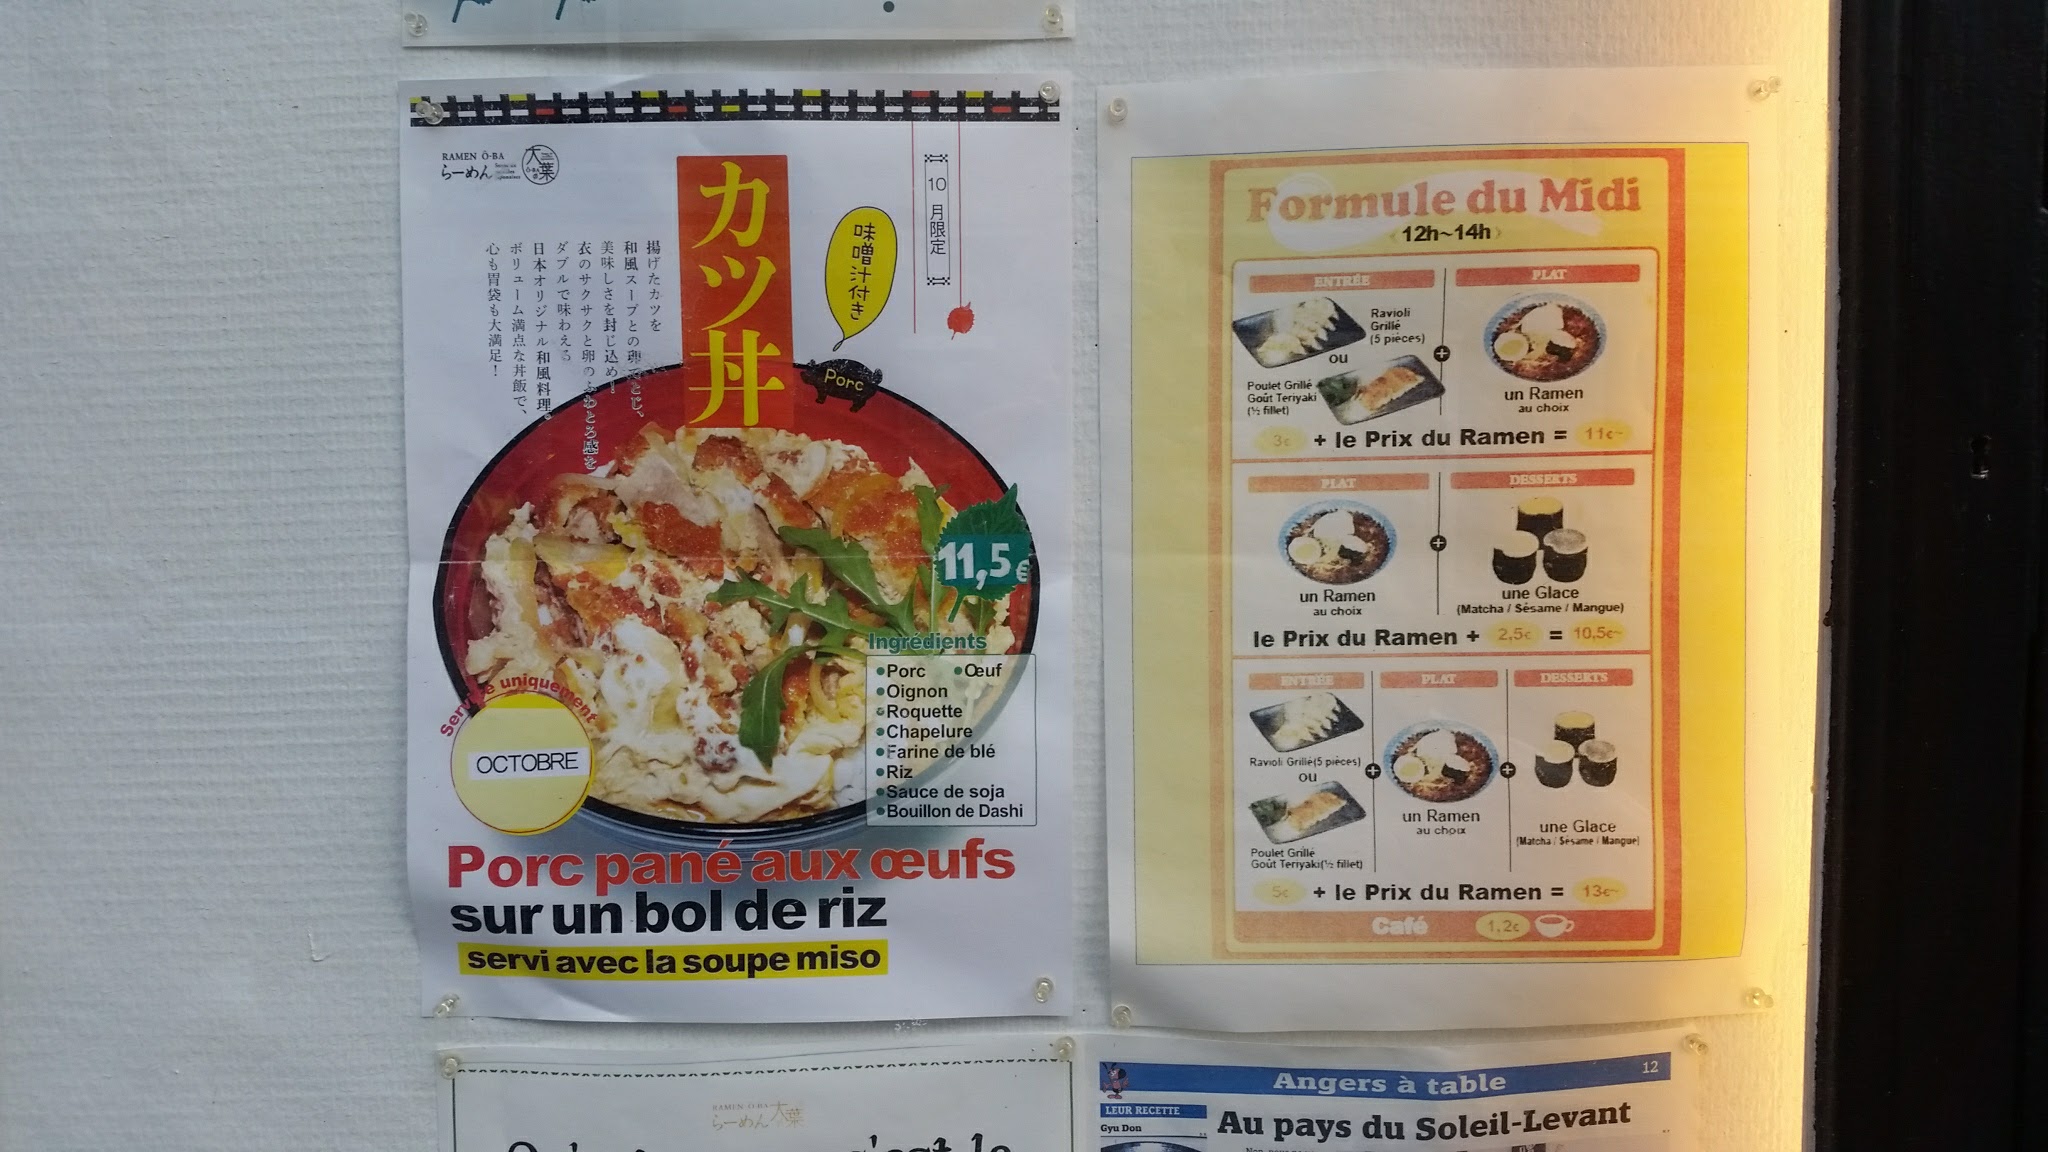 RAMEN Ō-BA
らーめん
大葉
10月限定
カツ丼
味噌汁付き
Porc
揚げたカツを
和風スープとの卵でとじ、
美味しさを封じ込め!
衣のサクサクと卵のふわとろ感を
ダブルで味わえる
日本オリジナル和風料理。
ボリューム満点な丼飯で、
心も胃袋も大満足!
11,5€
Ingrédients
•Porc •Œuf
•Oignon
•Roquette
•Chapelure
•Farine de blé
•Riz
•Sauce de soja
•Bouillon de Dashi
Service uniquement
OCTOBRE
Porc pané aux œufs
sur un bol de riz
servi avec la soupe miso
Formule du Midi
12h~14h
ENTRÉE
Ravioli
Grillé
(5 pièces)
ou
Poulet Grillé
Goût Teriyaki
(½ fillet)
+
PLAT
un Ramen
au choix
3€ + le Prix du Ramen = 11€~
PLAT
un Ramen
au choix
+
DESSERTS
une Glace
(Matcha / Sésame / Mangue)
le Prix du Ramen + 2,5€ = 10,5€~
ENTRÉE
Ravioli Grillé(5 pièces)
ou
Poulet Grillé
Goût Teriyaki(½ fillet)
+
PLAT
un Ramen
au choix
+
DESSERTS
une Glace
(Matcha / Sésame / Mangue)
5€ + le Prix du Ramen = 13€~
Café 1,2€
RAMEN Ō-BA
らーめん 大葉
c'est le
Angers à table 12
LEUR RECETTE
Gyu Don
Au pays du Soleil-Levant